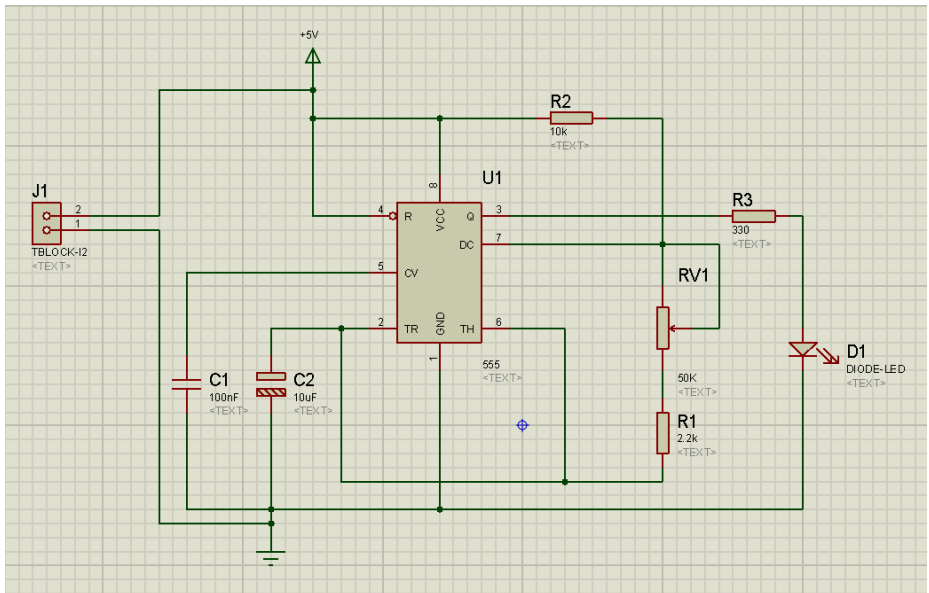 +5V
R2
10k
<TEXT>
J1
2
1
TBLOCK-I2
<TEXT>
U1
8
4
R
VCC
Q
3
DC
7
5
CV
2
TR
GND
TH
6
1
555
<TEXT>
R3
330
<TEXT>
RV1
50K
<TEXT>
D1
DIODE-LED
<TEXT>
C1
100nF
<TEXT>
C2
10uF
<TEXT>
R1
2.2k
<TEXT>